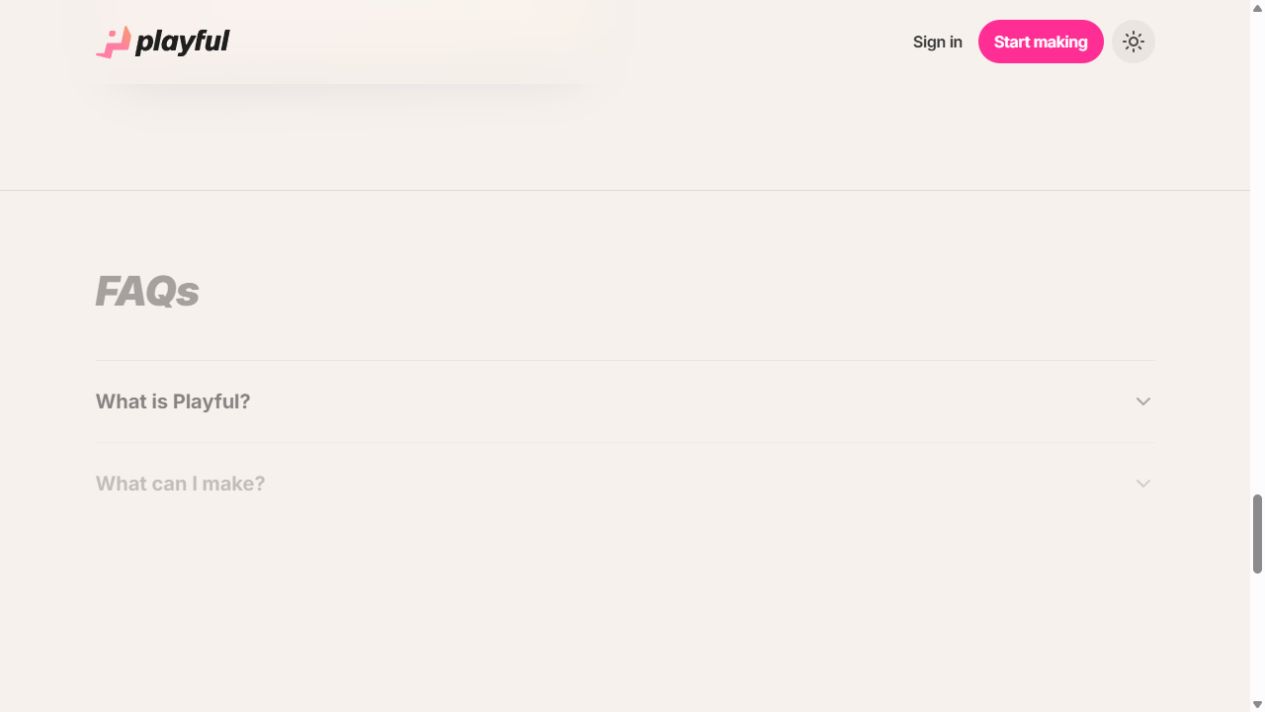 playful
Sign in
Start making
FAQs
What is Playful?
What can I make?